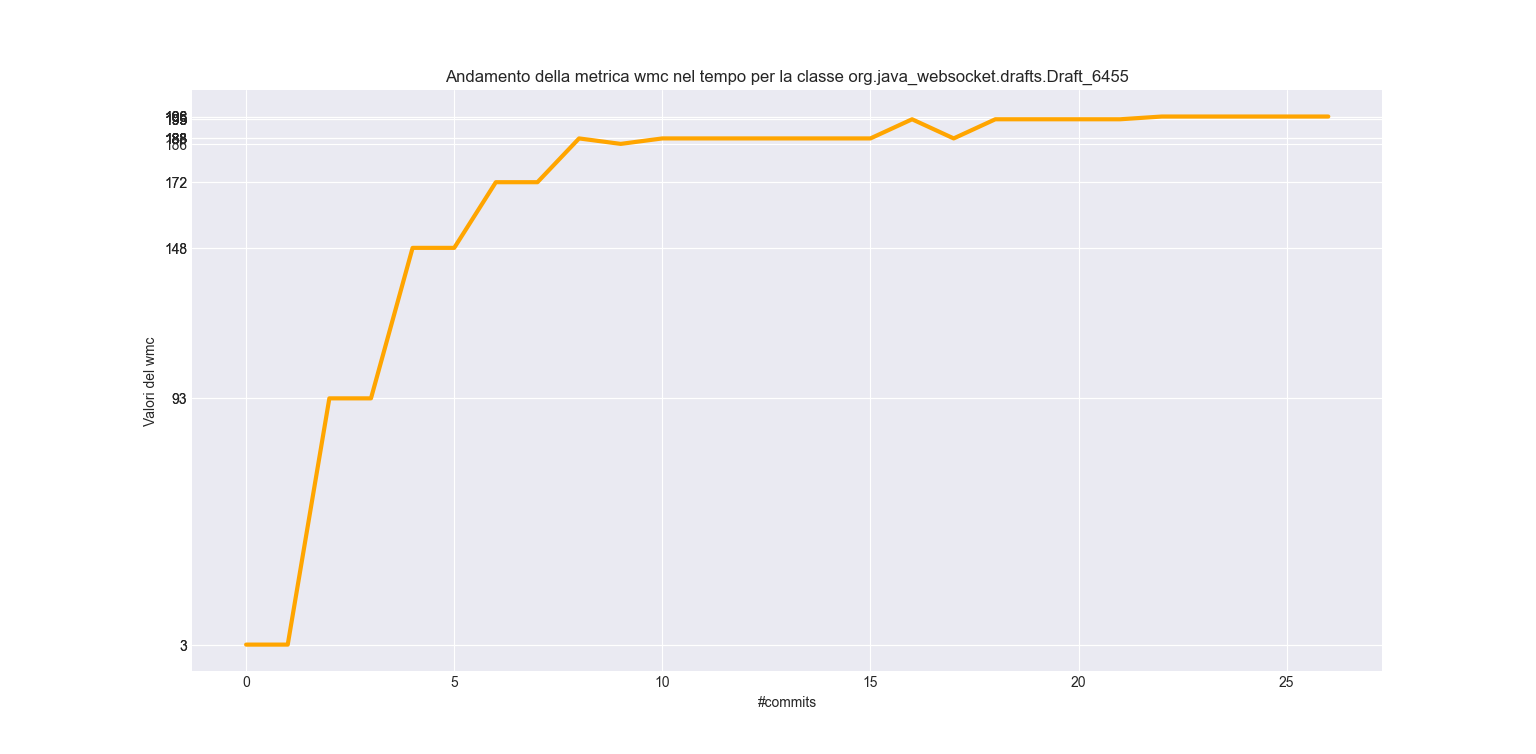 Andamento della metrica wmc nel tempo per la classe org.java_websocket.drafts.Draft_6455
196
195
188
186
172
148
93
3
Valori del wmc
0 5 10 15 20 25
#commits